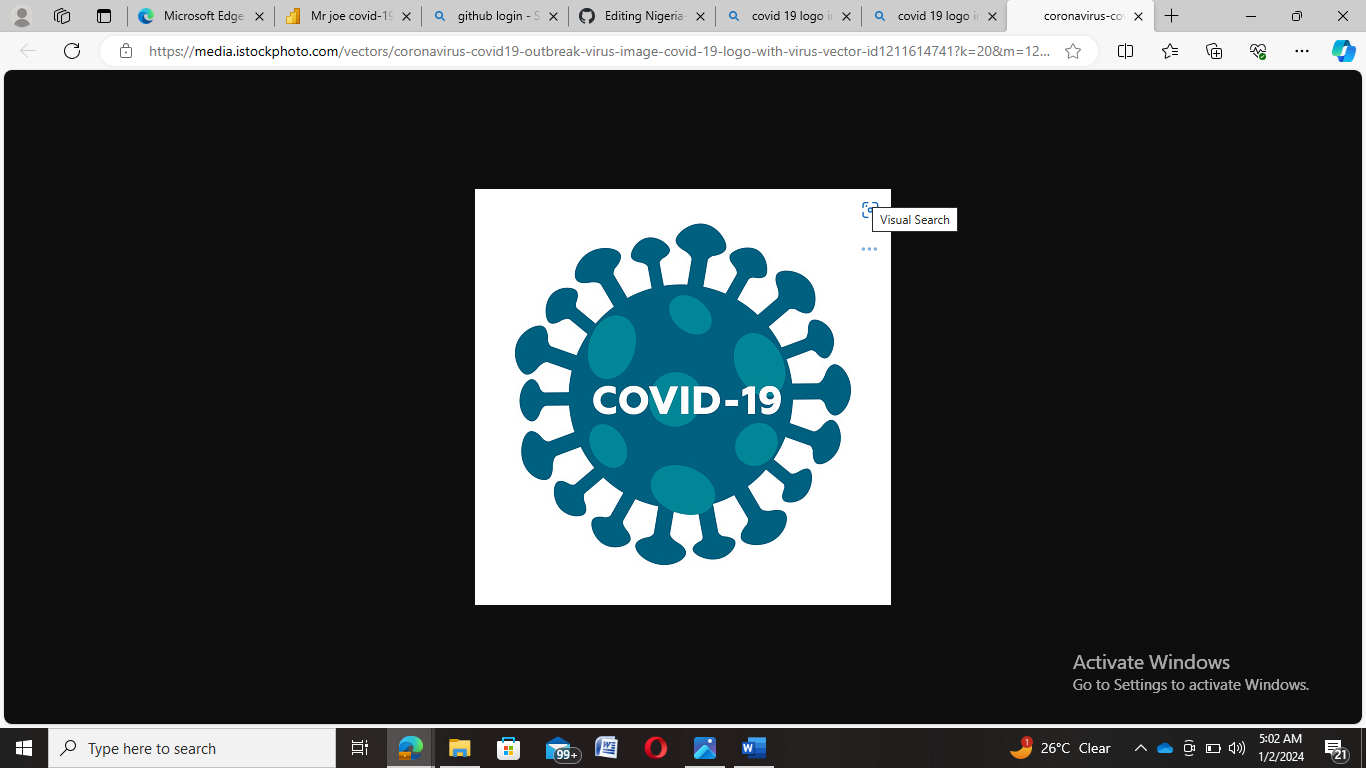 Microsoft Edge
Mr joe covid-19
github login - S
Editing Nigeria-
covid 19 logo i
covid 19 logo i
coronavirus-co
https://media.istockphoto.com/vectors/coronavirus-covid19-outbreak-virus-image-covid-19-logo-with-virus-vector-id1211614741?k=20&m=12...
Visual Search
COVID-19
Activate Windows
Go to Settings to activate Windows.
Type here to search
99+
1
26°C Clear
5:02 AM
1/2/2024
21